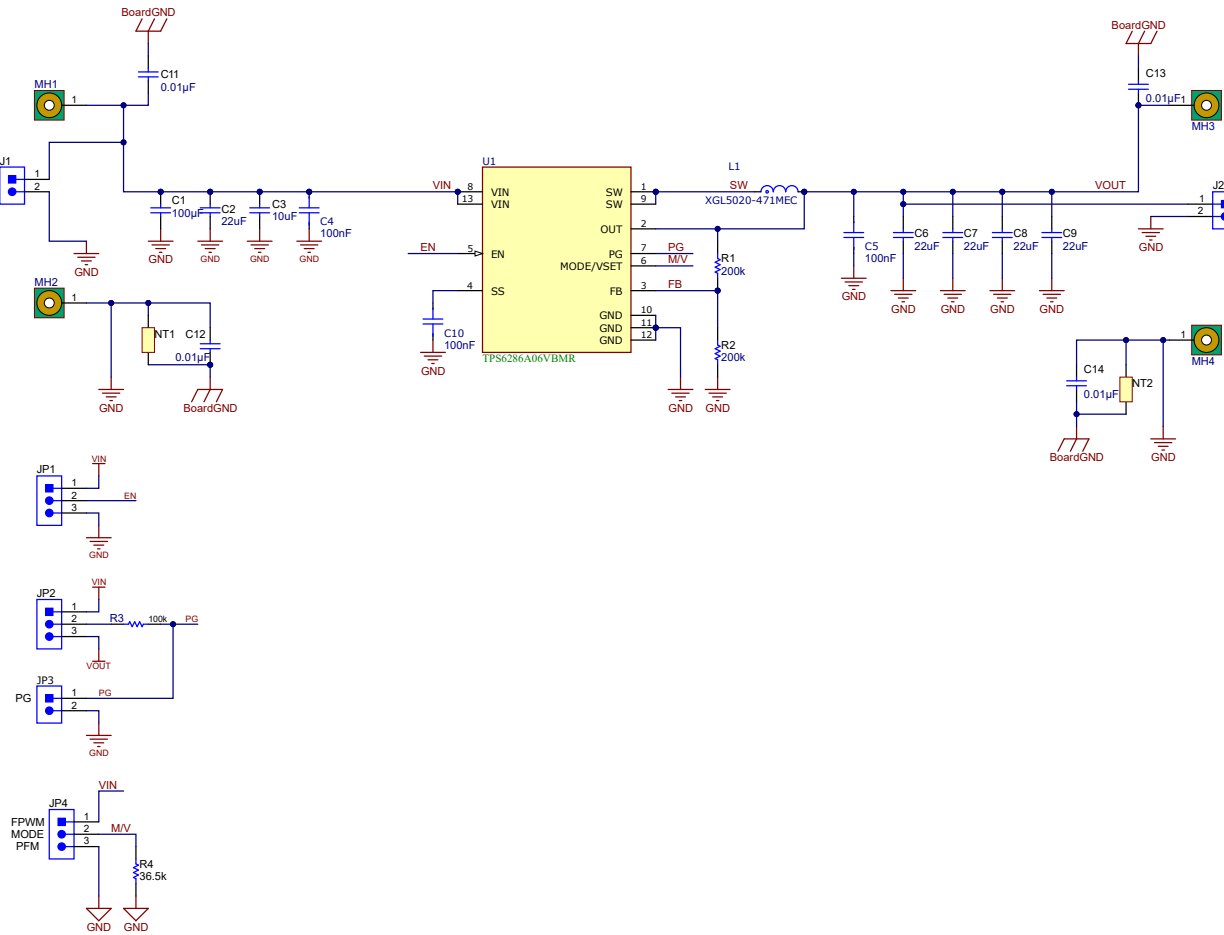 BoardGND
C11
0.01µF
MH1
1
J1
1
2
GND
VIN
C1
100µF
C2
22uF
C3
10uF
C4
100nF
GND
GND
GND
GND
MH2
1
NT1
C12
0.01µF
GND
BoardGND
U1
8
VIN
13
VIN
EN
5
EN
4
SS
C10
100nF
GND
SW
1
SW
9
OUT
2
PG
7
PG
MODE/VSET
6
M/V
FB
3
FB
GND
10
GND
11
GND
12
TPS6286A06VBMR
L1
SW
XGL5020-471MEC
R1
200k
R2
200k
GND
GND
C5
100nF
GND
C6
22uF
C7
22uF
C8
22uF
C9
22uF
GND
GND
GND
GND
VOUT
BoardGND
C13
0.01µF
1
MH3
J2
1
2
GND
1
MH4
C14
0.01µF
NT2
BoardGND
GND
JP1
VIN
1
2
EN
3
GND
JP2
VIN
1
2
R3
100k
PG
3
VOUT
JP3
PG
1
PG
2
GND
VIN
JP4
FPWM
1
MODE
2
M/V
PFM
3
R4
36.5k
GND
GND